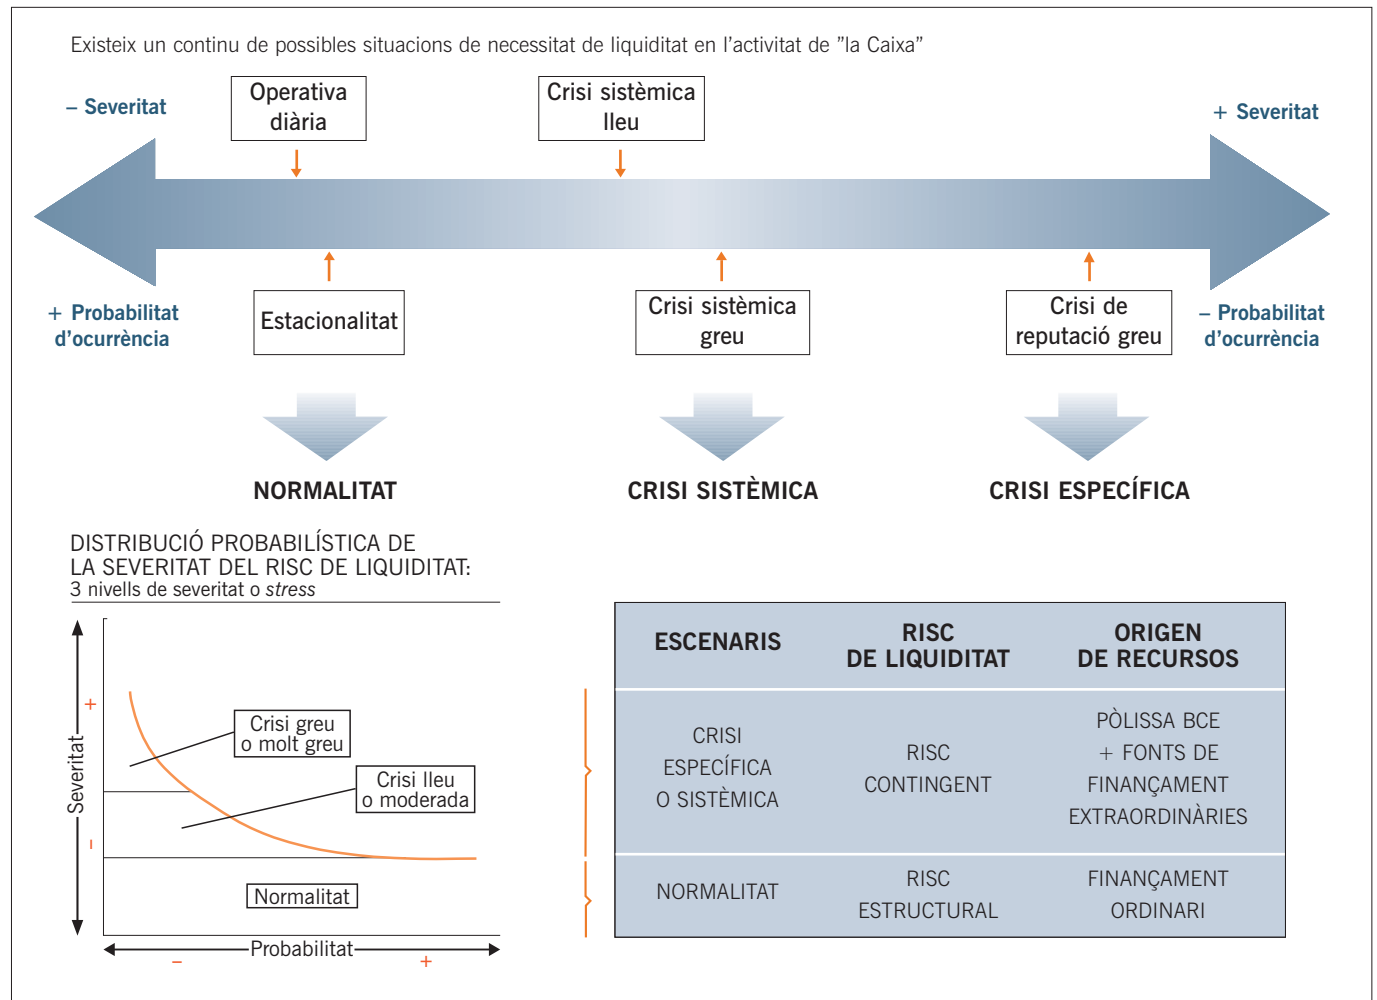 Existeix un continu de possibles situacions de necessitat de liquiditat en l'activitat de "la Caixa"
– Severitat
Operativa
diària
Crisi sistèmica
lleu
+ Severitat
+ Probabilitat
d'ocurrència
Estacionalitat
Crisi sistèmica
greu
Crisi de
reputació greu
– Probabilitat
d'ocurrència
NORMALITAT
CRISI SISTÈMICA
CRISI ESPECÍFICA
DISTRIBUCIÓ PROBABILÍSTICA DE
LA SEVERITAT DEL RISC DE LIQUIDITAT:
3 nivells de severitat o stress
+
Severitat
–
Crisi greu
o molt greu
Crisi lleu
o moderada
Normalitat
Probabilitat
– +
ESCENARIS
RISC
DE LIQUIDITAT
ORIGEN
DE RECURSOS
CRISI
ESPECÍFICA
O SISTÈMICA
RISC
CONTINGENT
PÒLISSA BCE
+ FONTS DE
FINANÇAMENT
EXTRAORDINÀRIES
NORMALITAT
RISC
ESTRUCTURAL
FINANÇAMENT
ORDINARI